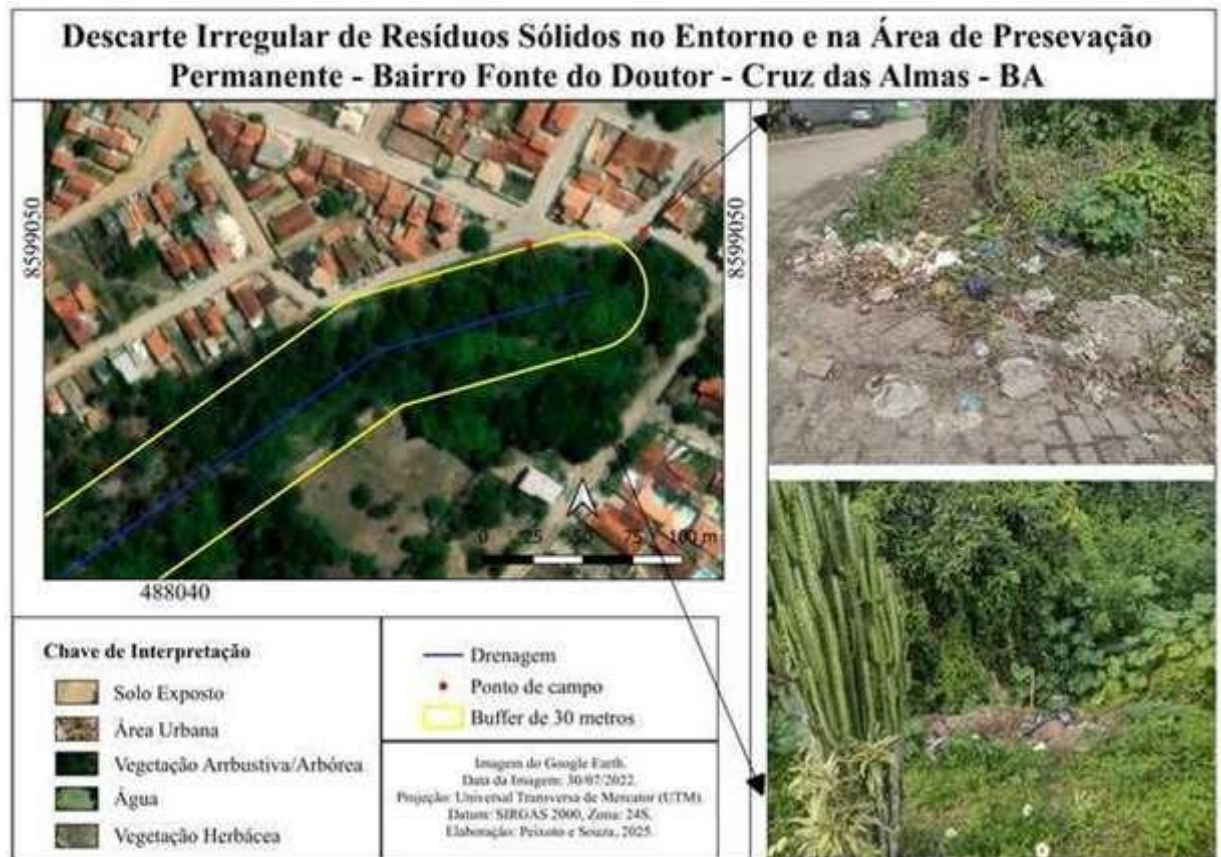 Descarte Irregular de Resíduos Sólidos no Entorno e na Área de Presevação
Permanente - Bairro Fonte do Doutor - Cruz das Almas - BA
8599050
8599050
0 25 50 75 100 m
488040
Chave de Interpretação
Solo Exposto
Área Urbana
Vegetação Arrbustiva/Arbórea
Água
Vegetação Herbácea
Drenagem
Ponto de campo
Buffer de 30 metros
Imagem do Google Earth.
Data da Imagem: 30/07/2022.
Projeção: Universal Transversa de Mercator (UTM).
Datum: SIRGAS 2000, Zona: 24S.
Elaboração: Peixoto e Souza, 2025.